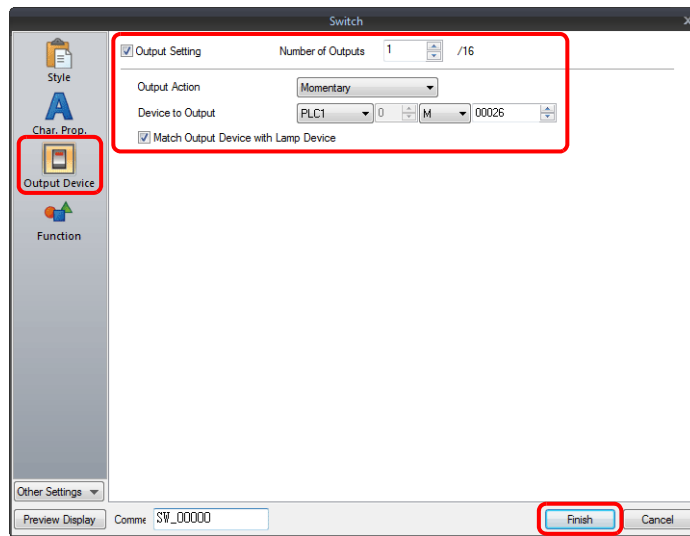 Switch
Style
Char. Prop.
Output Device
Function
Output Setting Number of Outputs 1 /16
Output Action Momentary
Device to Output PLC1 0 M 00026
Match Output Device with Lamp Device
Other Settings
Preview Display Comme SW_00000 Finish Cancel